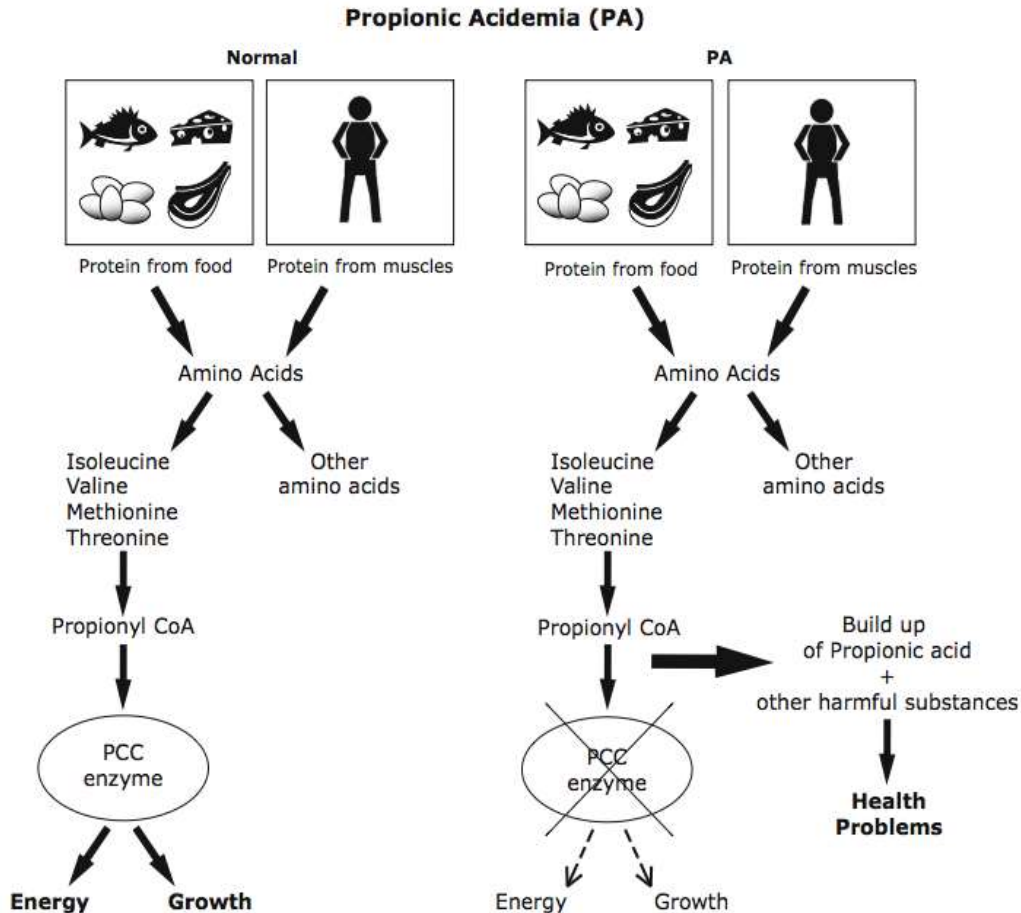 Propionic Acidemia (PA)
Normal
Protein from food
Protein from muscles
Amino Acids
Isoleucine
Valine
Methionine
Threonine
Other
amino acids
Propionyl CoA
PCC
enzyme
Energy
Growth
PA
Protein from food
Protein from muscles
Amino Acids
Isoleucine
Valine
Methionine
Threonine
Other
amino acids
Propionyl CoA
Build up
of Propionic acid
+
other harmful substances
PCC
enzyme
Health
Problems
Energy
Growth